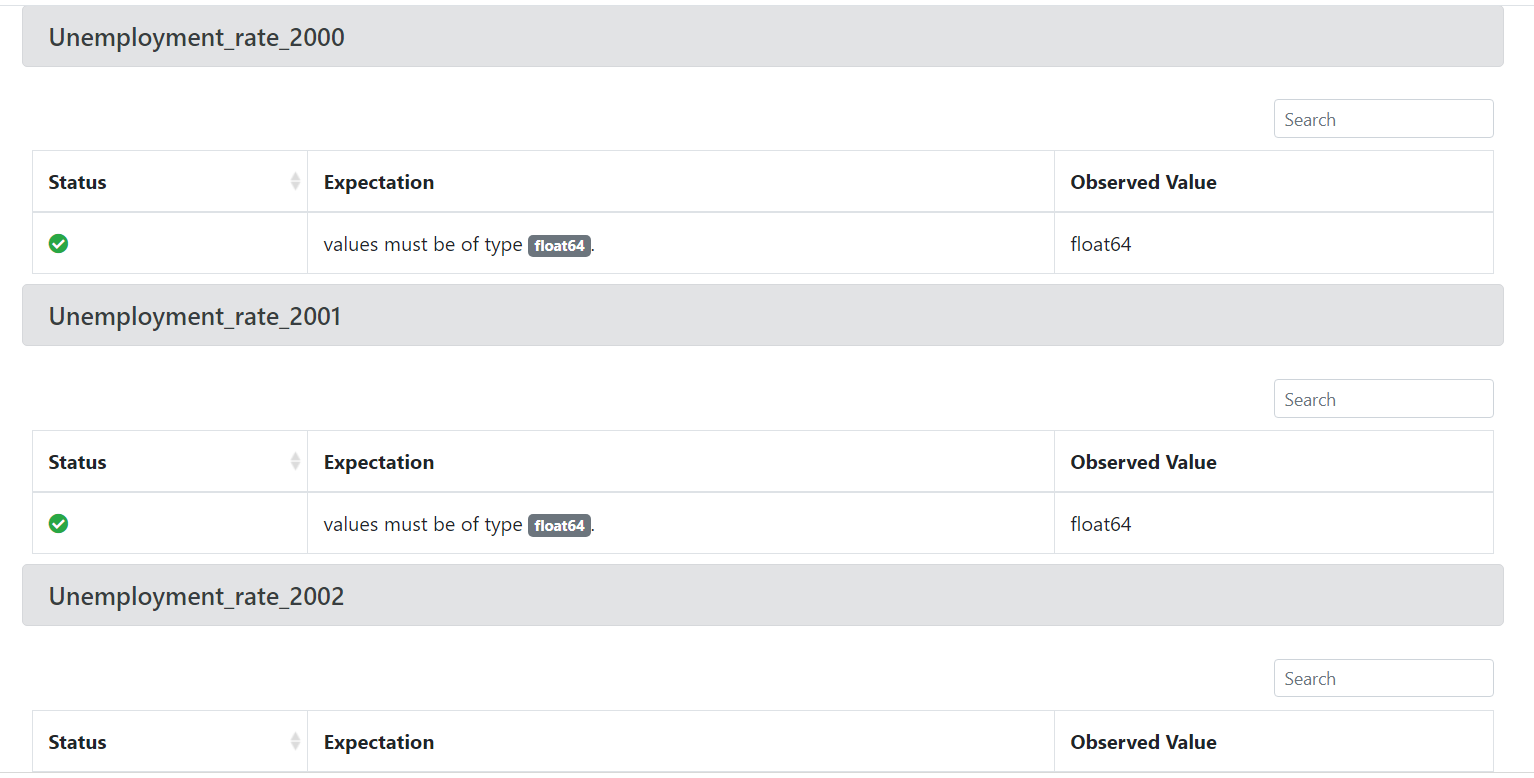 Unemployment_rate_2000
Search
Status Expectation Observed Value
values must be of type float64. float64
Unemployment_rate_2001
Search
Status Expectation Observed Value
values must be of type float64. float64
Unemployment_rate_2002
Search
Status Expectation Observed Value